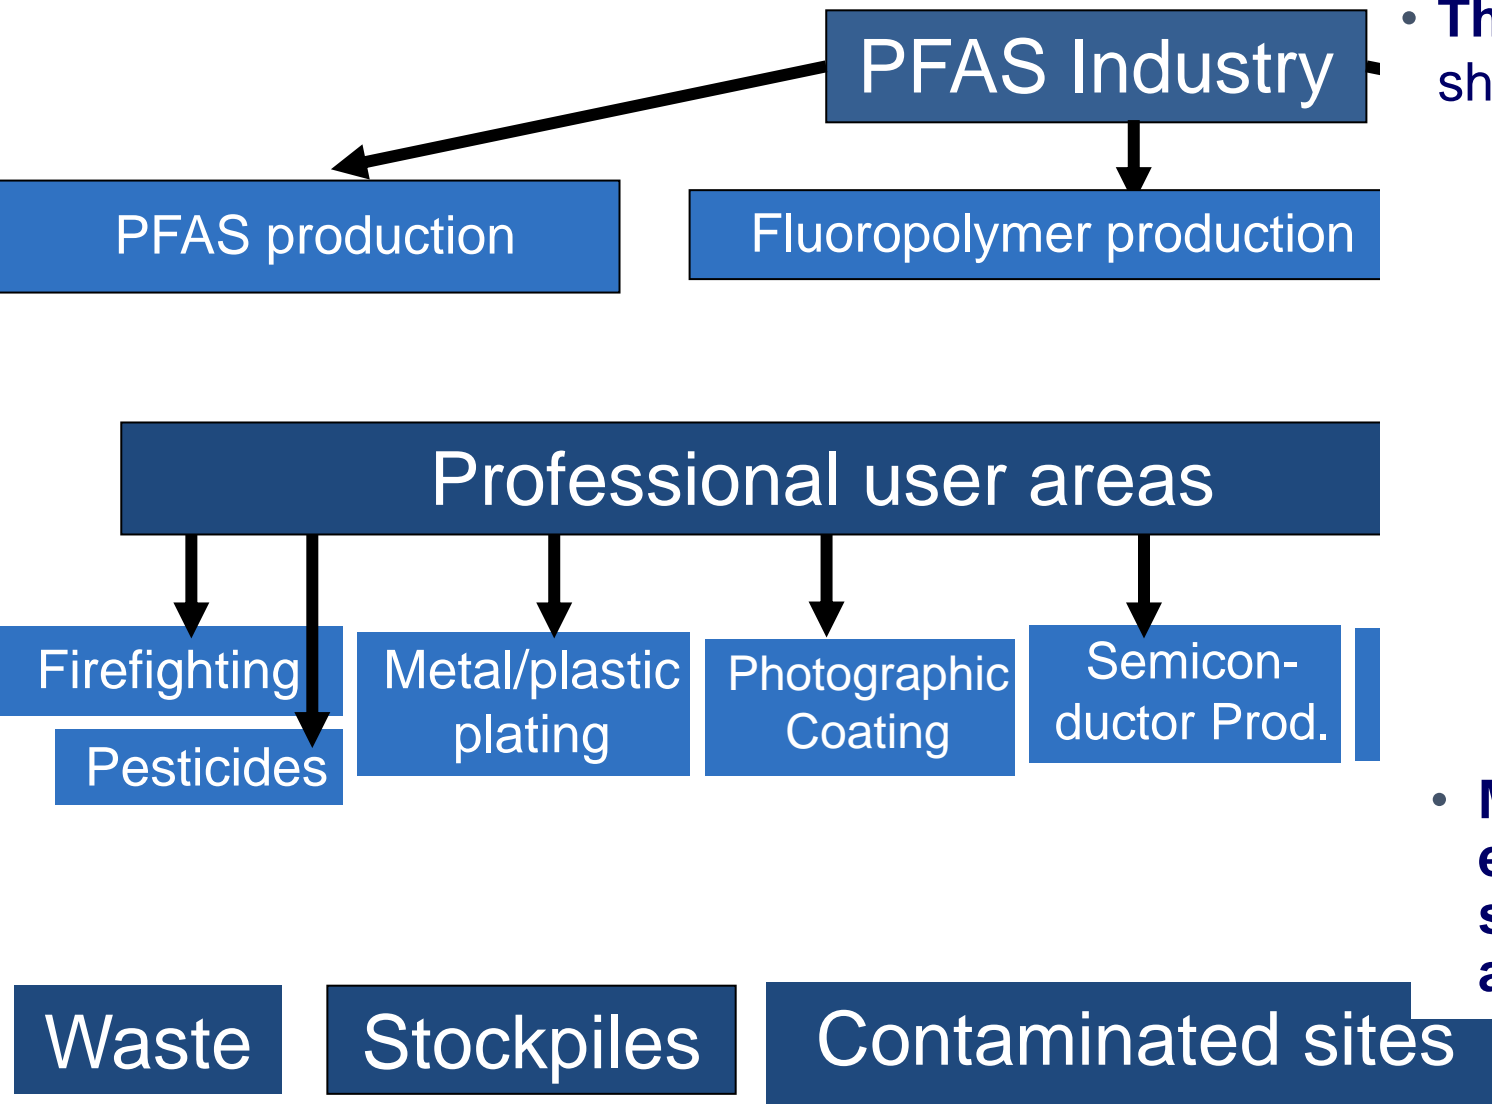 PFAS Industry
PFAS production
Fluoropolymer production
Professional user areas
Firefighting
Pesticides
Metal/plastic
plating
Photographic
Coating
Semicon-
ductor Prod.
Waste
Stockpiles
Contaminated sites